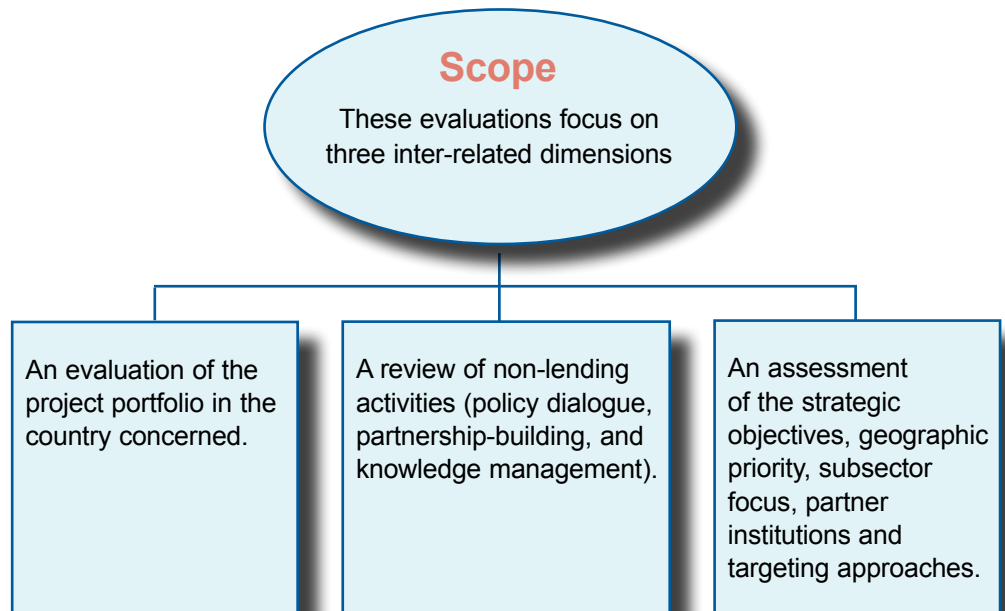 Scope
These evaluations focus on
three inter-related dimensions
An evaluation of the
project portfolio in the
country concerned.
A review of non-lending
activities (policy dialogue,
partnership-building, and
knowledge management).
An assessment
of the strategic
objectives, geographic
priority, subsector
focus, partner
institutions and
targeting approaches.